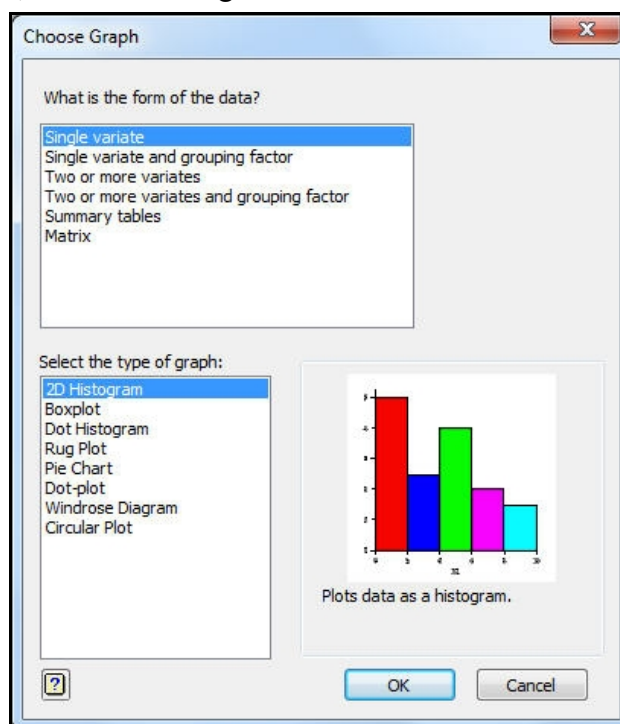 Choose Graph
What is the form of the data?
Single variate
Single variate and grouping factor
Two or more variates
Two or more variates and grouping factor
Summary tables
Matrix
Select the type of graph:
2D Histogram
Boxplot
Dot Histogram
Rug Plot
Pie Chart
Dot-plot
Windrose Diagram
Circular Plot
Plots data as a histogram.
?
OK
Cancel